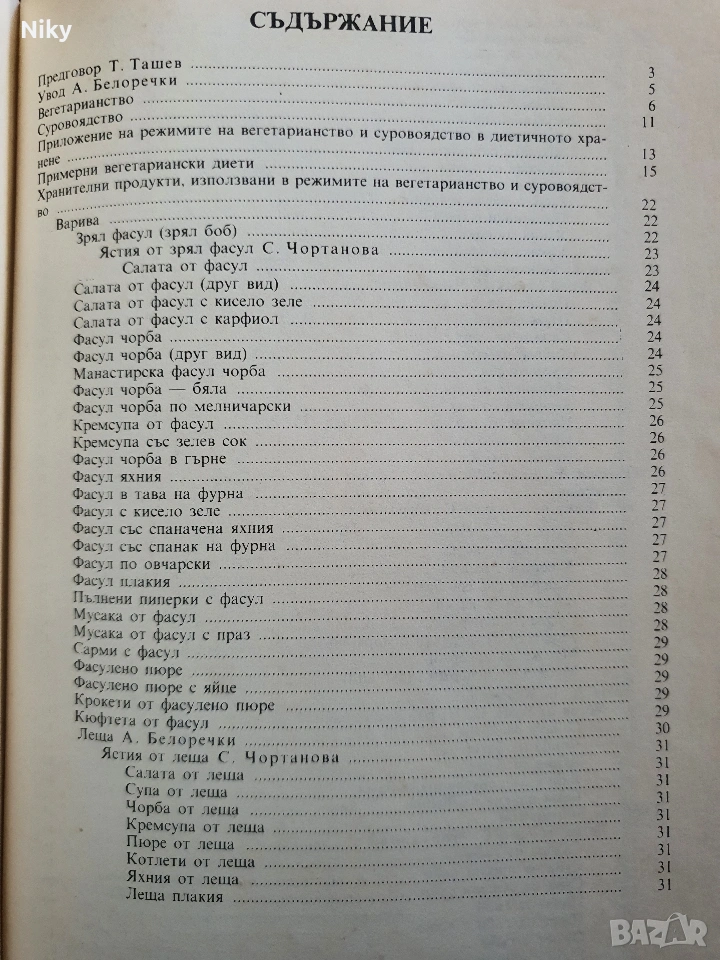 Niky
СЪДЪРЖАНИЕ
Предговор Т. Ташев 3
Увод А. Белоречки 5
Вегетарианство 6
Суровоядство 11
Приложение на режимите на вегетарианство и суровоядство в диетичното хра-
нене 13
Примерни вегетариански диети 15
Хранителни продукти, използвани в режимите на вегетарианство и суровоядст-
во 22
Варива 22
Зрял фасул (зрял боб) 22
Ястия от зрял фасул С. Чортанова 23
Салата от фасул 23
Салата от фасул (друг вид) 24
Салата от фасул с кисело зеле 24
Салата от фасул с карфиол 24
Фасул чорба 24
Фасул чорба (друг вид) 24
Манастирска фасул чорба 25
Фасул чорба — бяла 25
Фасул чорба по мелничарски 25
Кремсупа от фасул 26
Кремсупа със зелев сок 26
Фасул чорба в гърне 26
Фасул яхния 26
Фасул в тава на фурна 27
Фасул с кисело зеле 27
Фасул със спаначена яхния 27
Фасул със спанак на фурна 27
Фасул по овчарски 27
Фасул плакия 28
Пълнени пиперки с фасул 28
Мусака от фасул 28
Мусака от фасул с праз 28
Сарми с фасул 29
Фасулено пюре 29
Фасулено пюре с яйце 29
Крокети от фасулено пюре 29
Кюфтета от фасул 29
Леща А. Белоречки 30
Ястия от леща С. Чортанова 31
Салата от леща 31
Супа от леща 31
Чорба от леща 31
Кремсупа от леща 31
Пюре от леща 31
Котлети от леща 31
Яхния от леща 31
Леща плакия 31
BAZAR